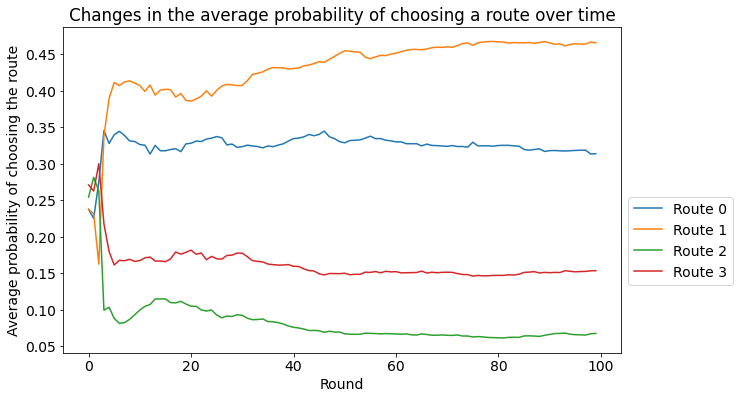 Changes in the average probability of choosing a route over time
Average probability of choosing the route
0.45
0.40
0.35
0.30
0.25
0.20
0.15
0.10
0.05
0 20 40 60 80 100
Round
Route 0
Route 1
Route 2
Route 3